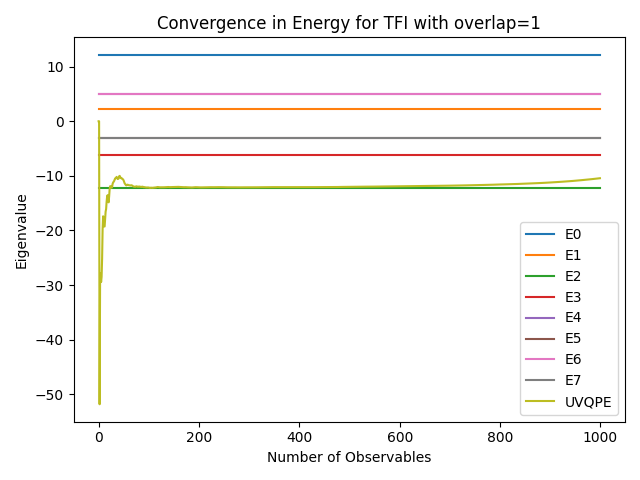 Convergence in Energy for TFI with overlap=1
Eigenvalue
10
0
−10
−20
−30
−40
−50
E0
E1
E2
E3
E4
E5
E6
E7
UVQPE
0 200 400 600 800 1000
Number of Observables